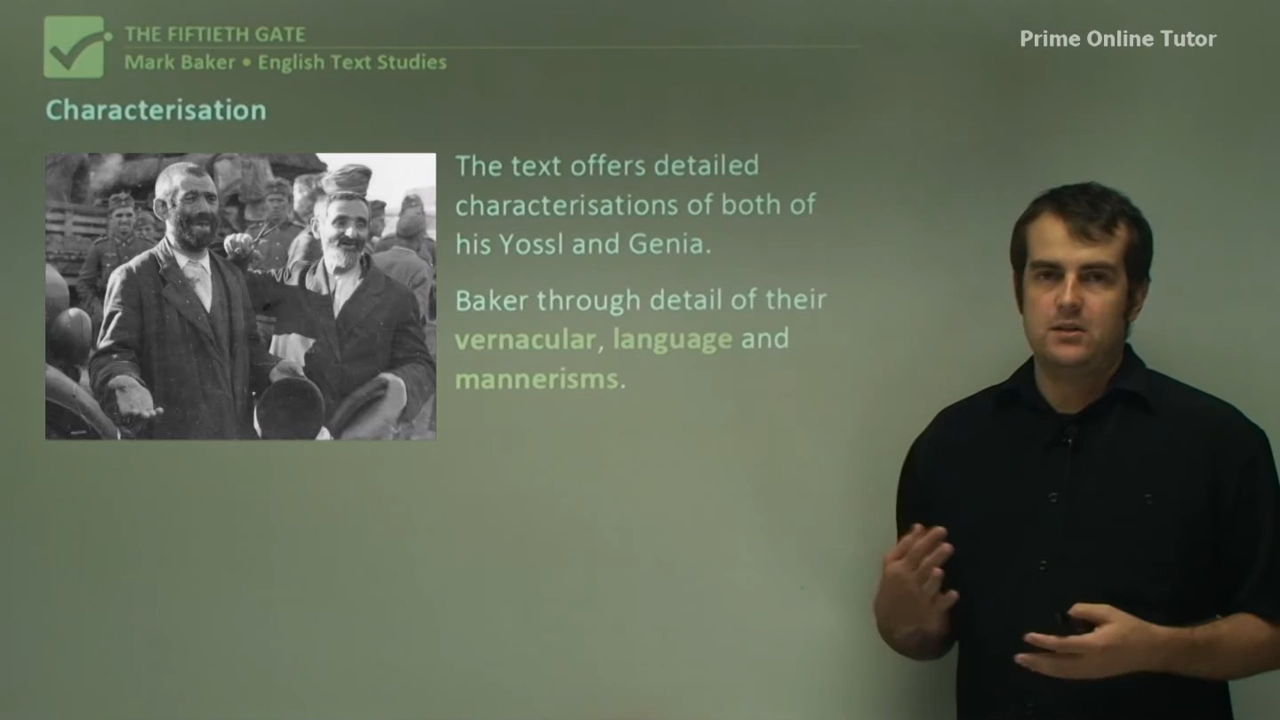 THE FIFTIETH GATE
Mark Baker • English Text Studies
Prime Online Tutor
Characterisation
The text offers detailed
characterisations of both of
his Yossl and Genia.
Baker through detail of their
vernacular, language and
mannerisms.